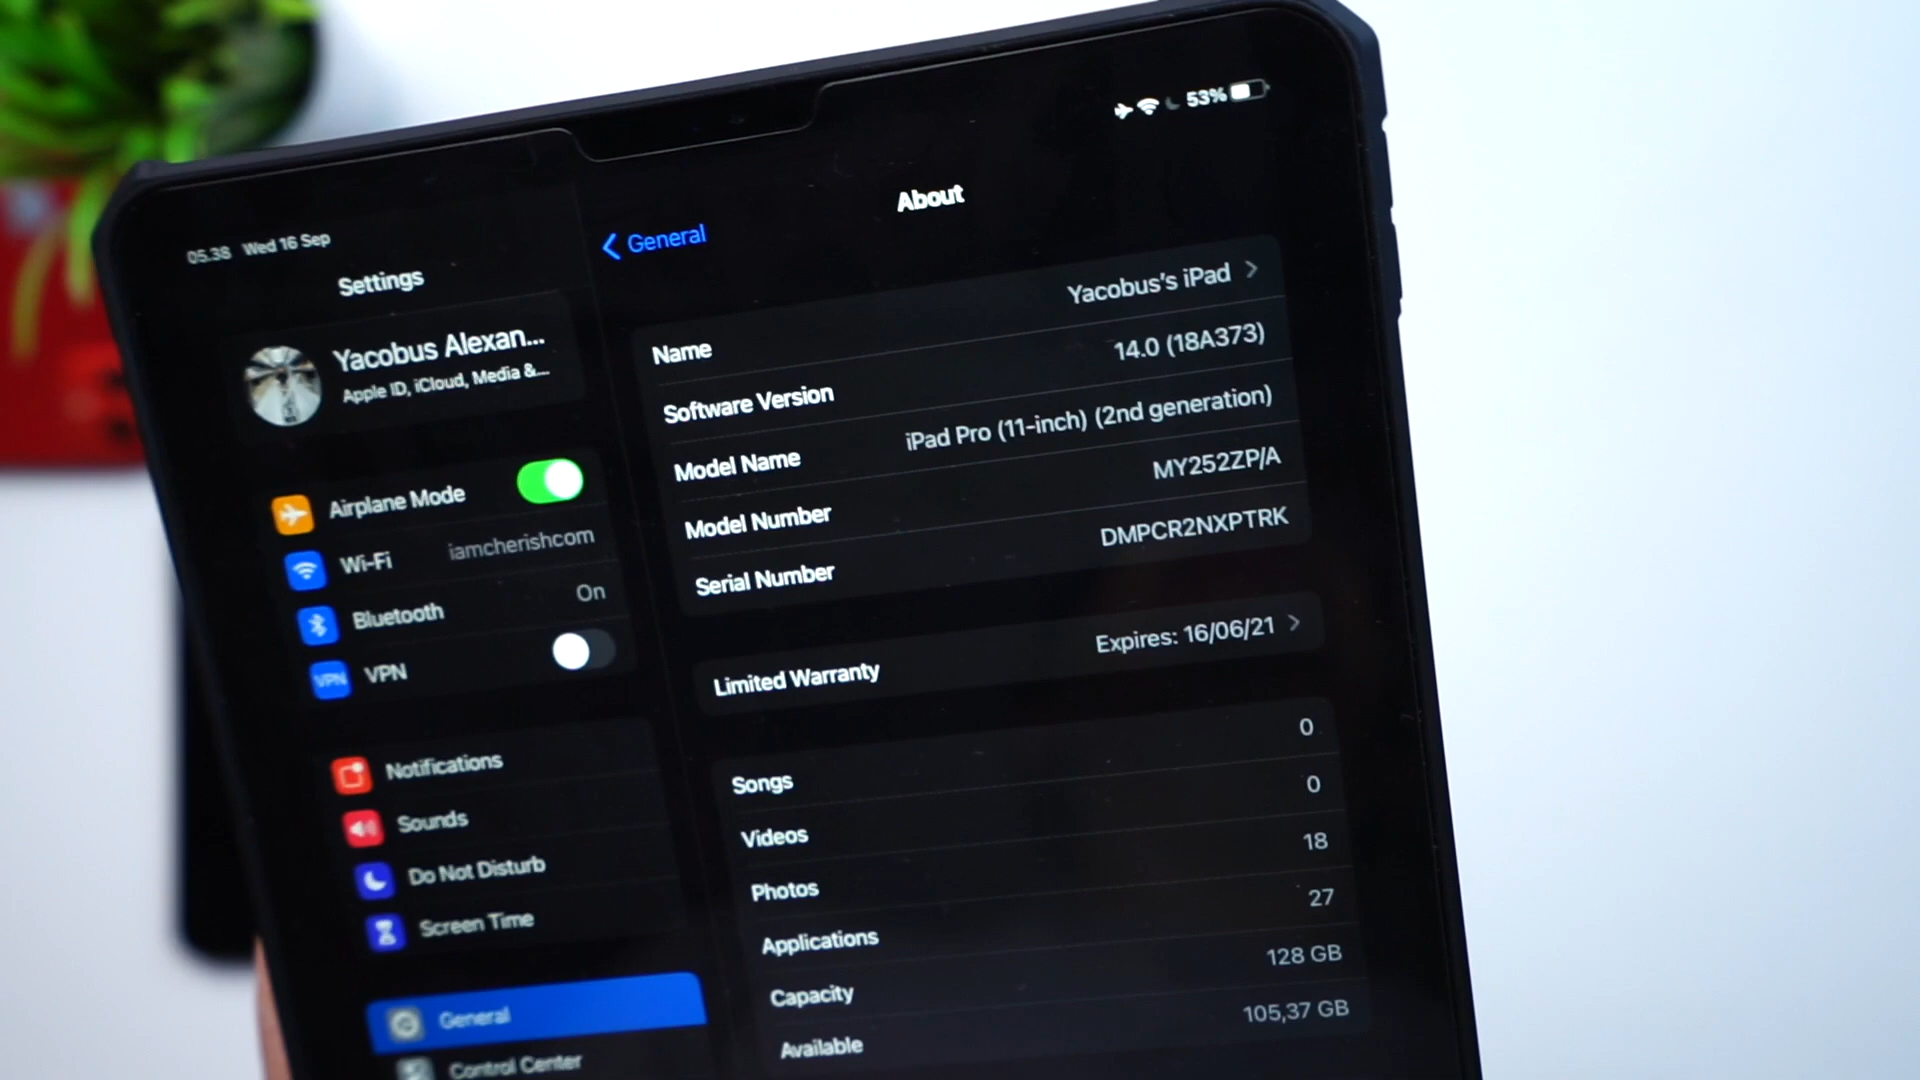 05.38 Wed 16 Sep
53%
Settings
Yacobus Alexan...
Apple ID, iCloud, Media &...
Airplane Mode
Wi-Fi iamcherishcom
Bluetooth On
VPN VPN
Notifications
Sounds
Do Not Disturb
Screen Time
General
Control Center
General
About
Name Yacobus's iPad
Software Version 14.0 (18A373)
Model Name iPad Pro (11-inch) (2nd generation)
Model Number MY252ZP/A
Serial Number DMPCR2NXPTRK
Limited Warranty Expires: 16/06/21
Songs 0
Videos 0
Photos 18
Applications 27
Capacity 128 GB
Available 105,37 GB